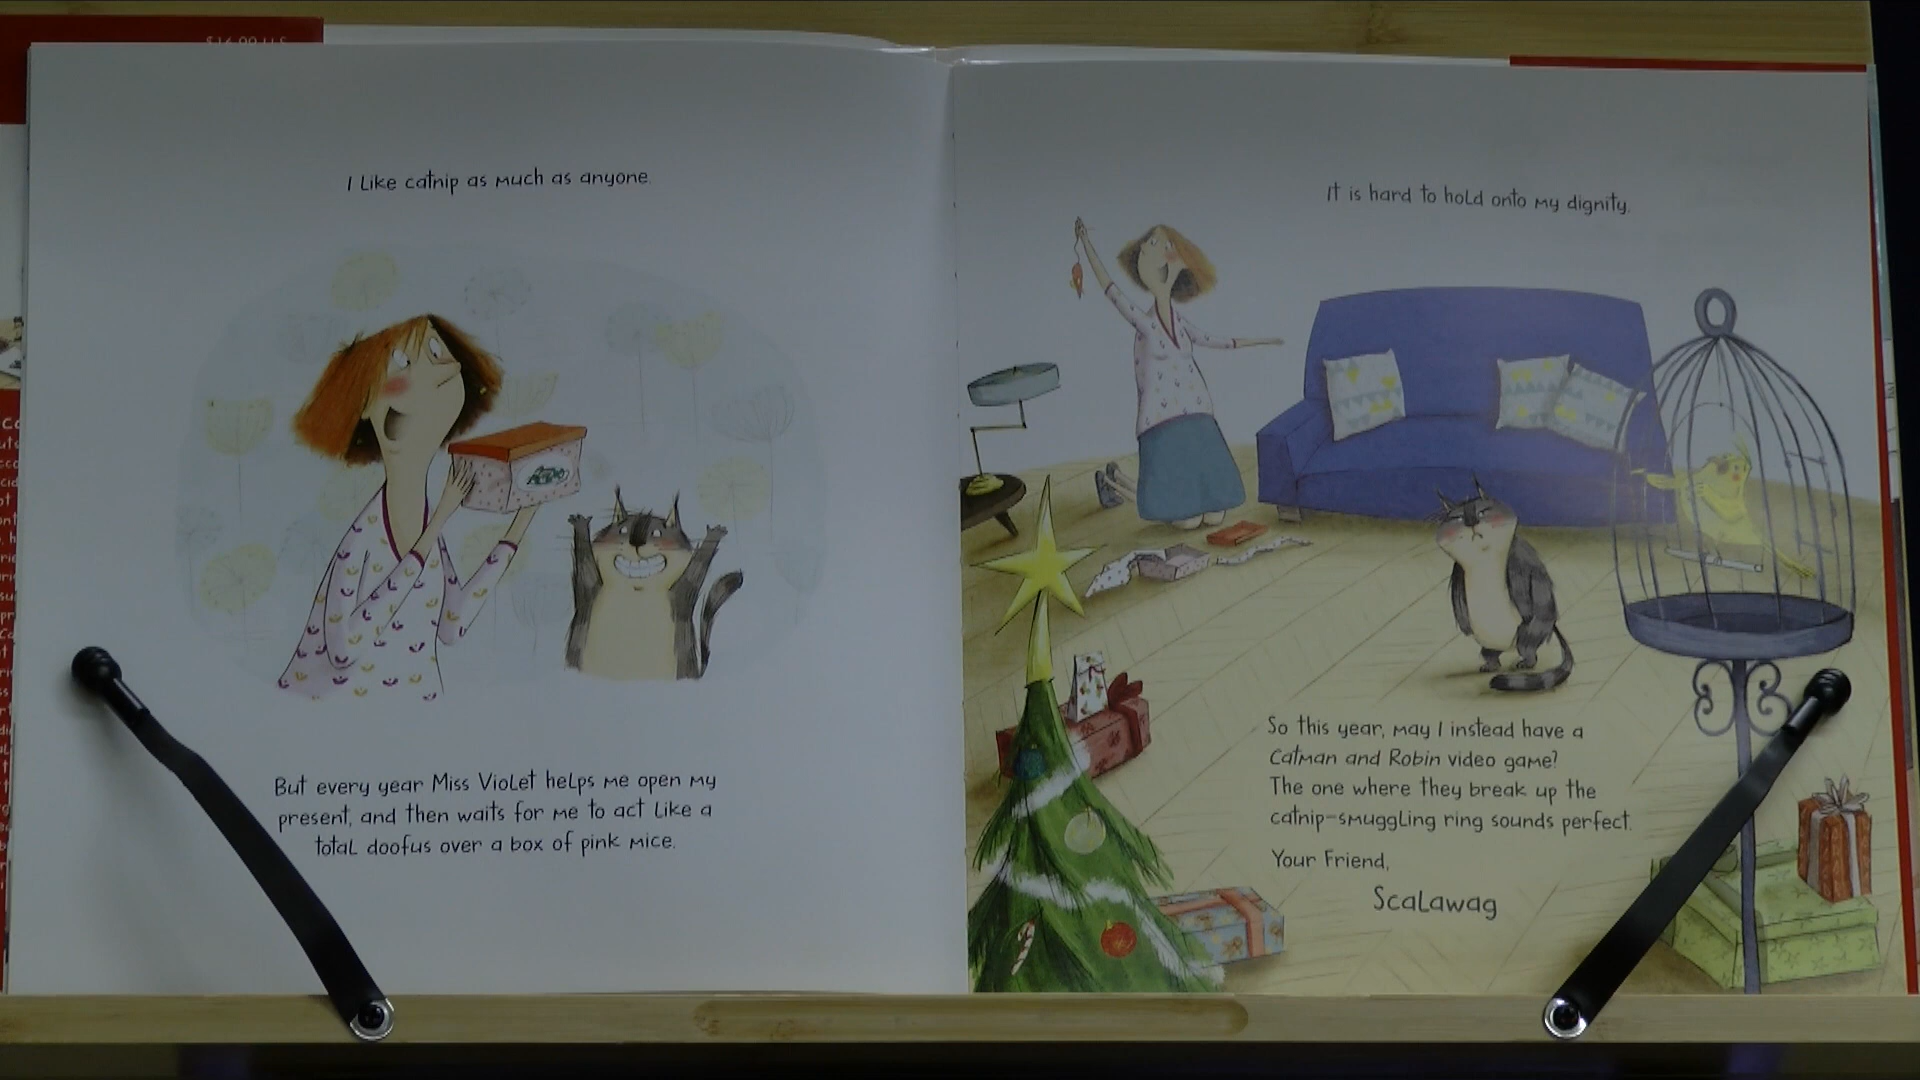 $16.99 U.S.
I Like catnip as much as anyone.
But every year Miss Violet helps me open my
present, and then waits for me to act Like a
total doofus over a box of pink mice.
It is hard to hold onto my dignity.
So this year, may I instead have a
Catman and Robin video game?
The one where they break up the
catnip-smuggling ring sounds perfect.
Your Friend,
Scalawag